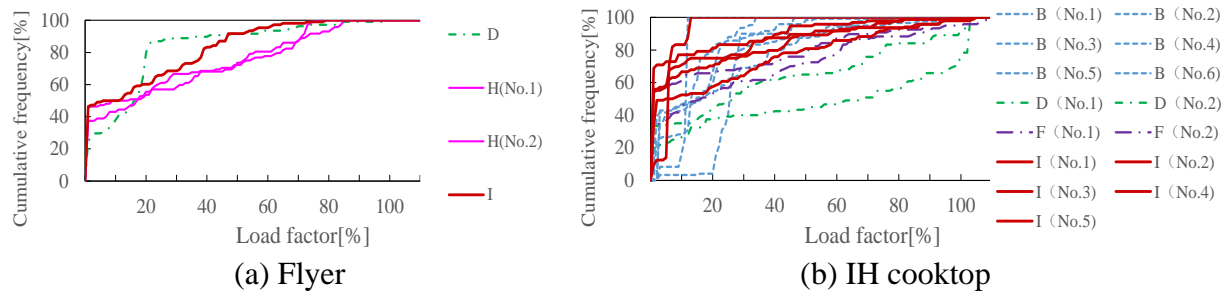 Cumulative frequency[%]
100
80
60
40
20
0
20 40 60 80 100
Load factor[%]
D
H(No.1)
H(No.2)
I
(a) Flyer
Cumulative frequency[%]
100
80
60
40
20
0
20 40 60 80 100
Load factor[%]
B（No.1） B（No.2）
B（No.3） B（No.4）
B（No.5） B（No.6）
D（No.1） D（No.2）
F（No.1） F（No.2）
I（No.1） I（No.2）
I（No.3） I（No.4）
I（No.5）
(b) IH cooktop